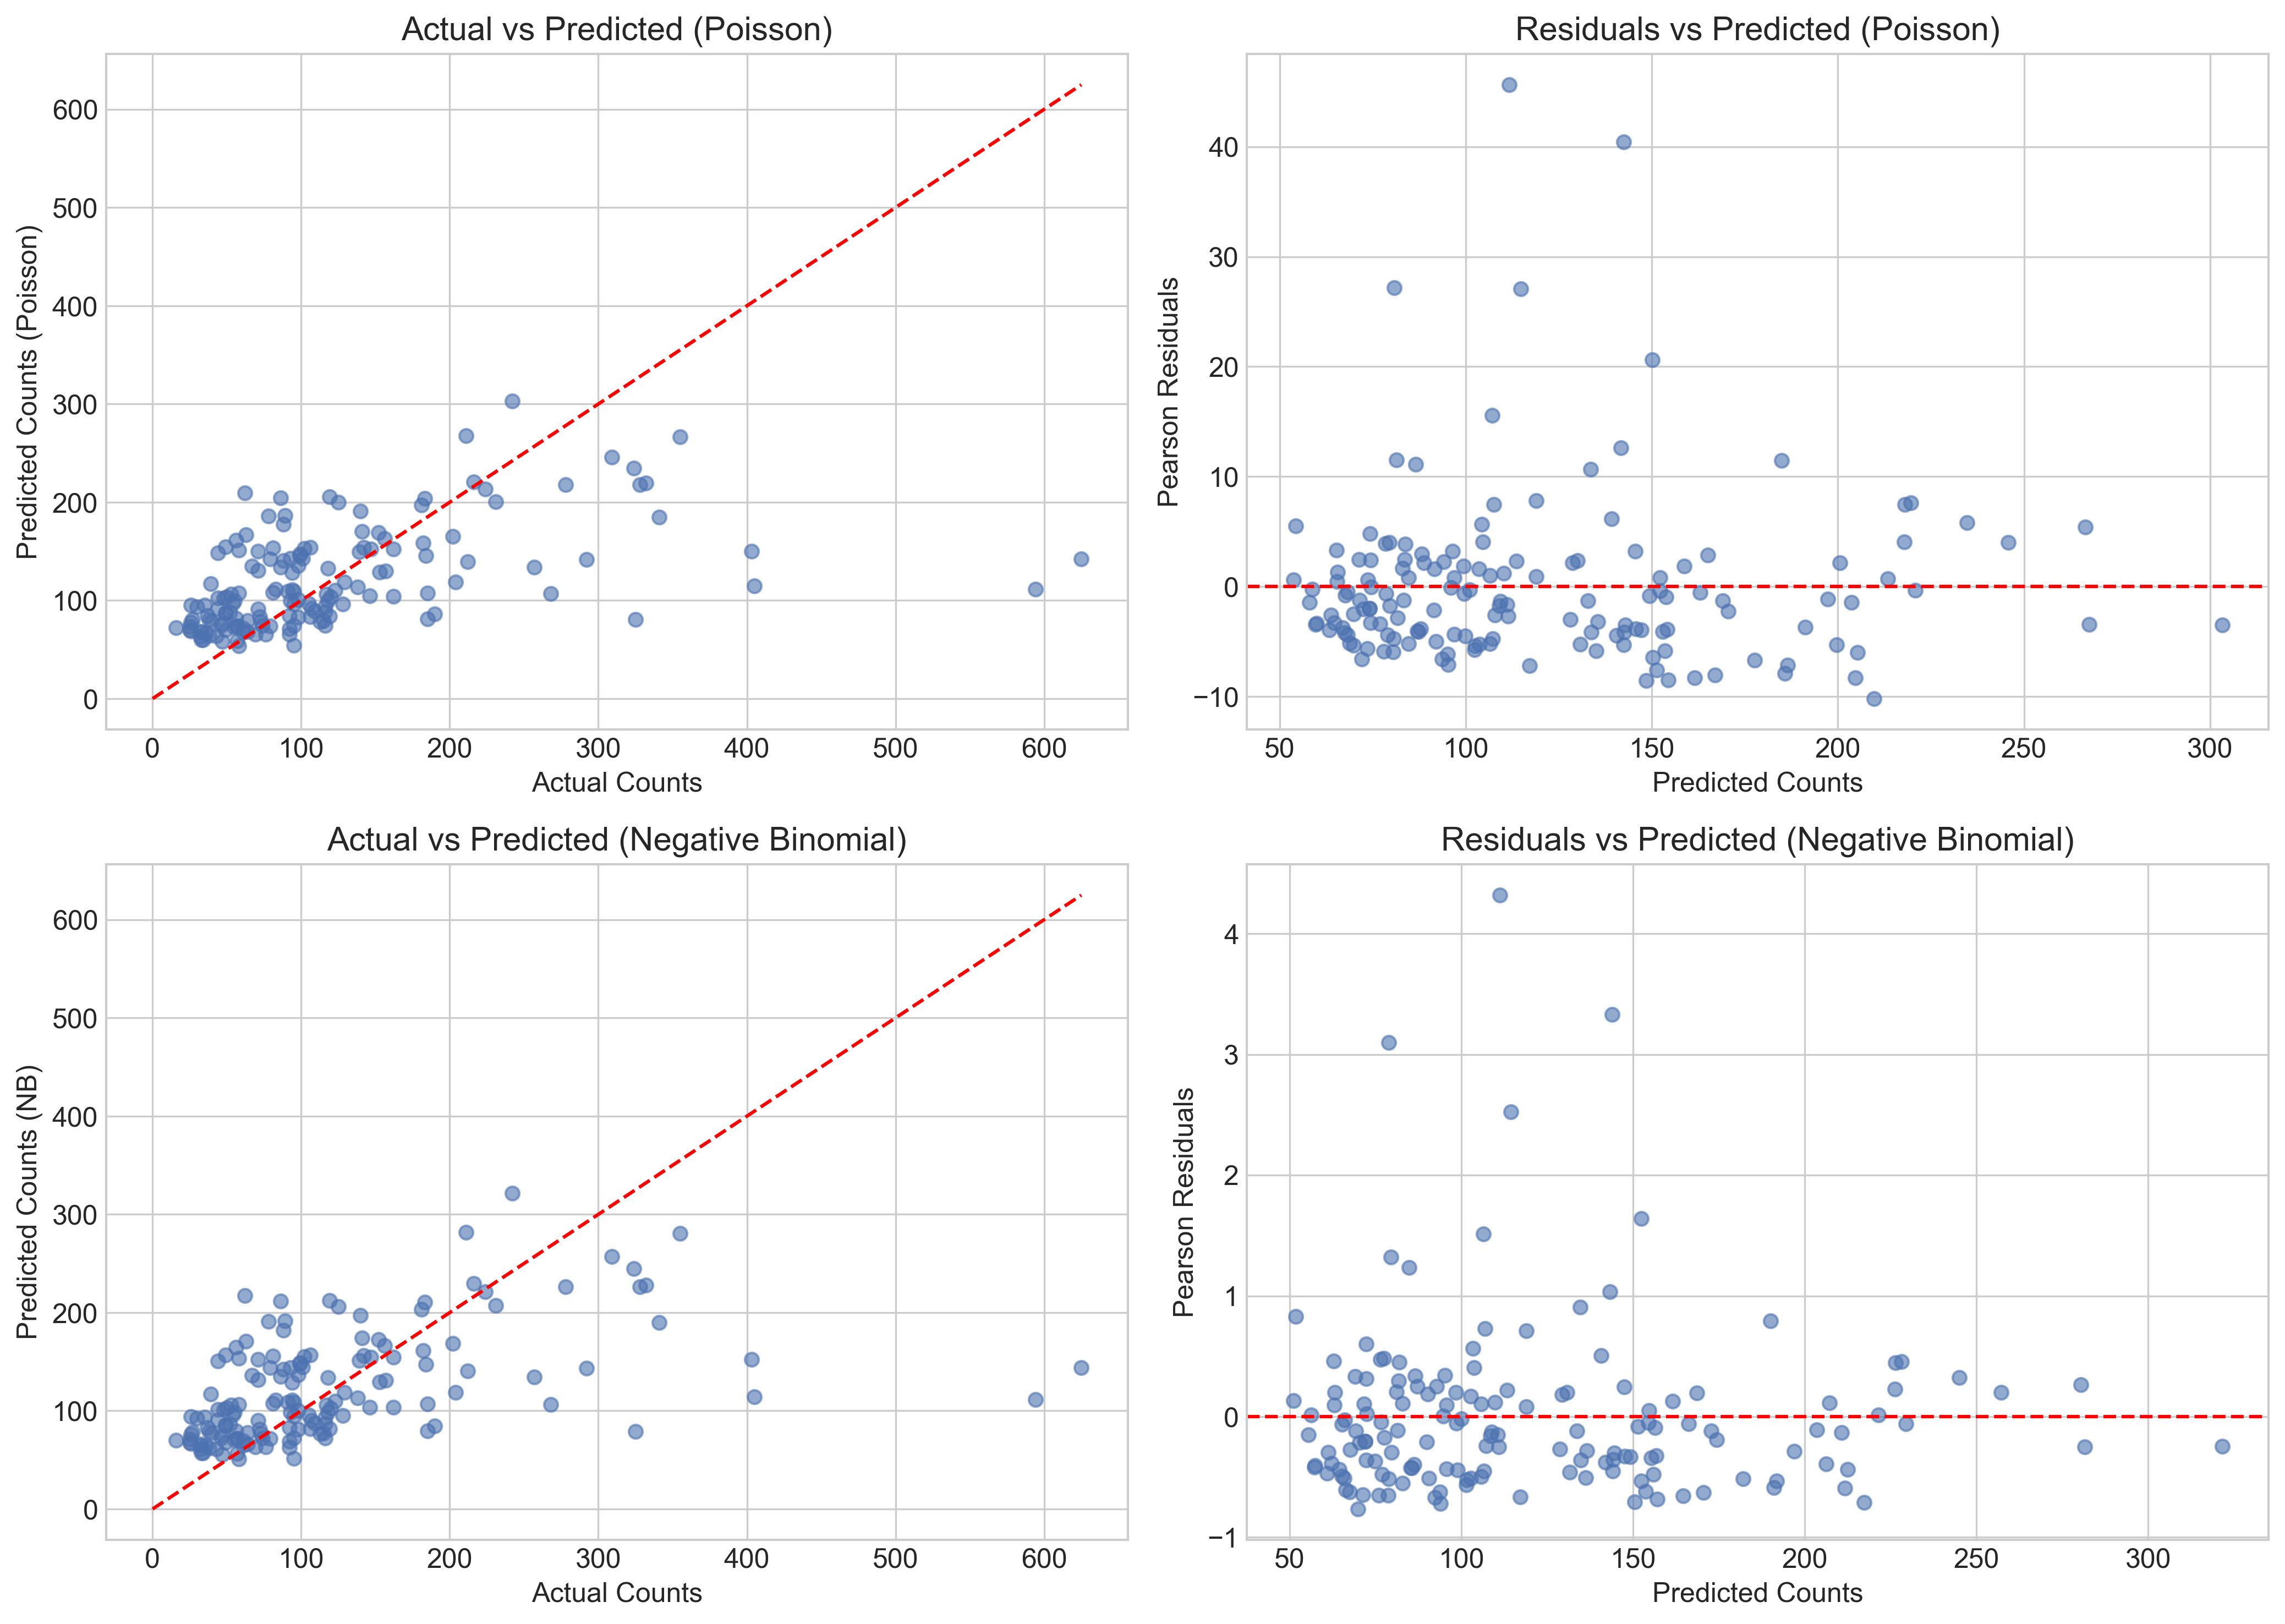 Actual vs Predicted (Poisson)
Predicted Counts (Poisson)
600
500
400
300
200
100
0
0 100 200 300 400 500 600
Actual Counts
Residuals vs Predicted (Poisson)
Pearson Residuals
40
30
20
10
0
−10
50 100 150 200 250 300
Predicted Counts
Actual vs Predicted (Negative Binomial)
Predicted Counts (NB)
600
500
400
300
200
100
0
0 100 200 300 400 500 600
Actual Counts
Residuals vs Predicted (Negative Binomial)
Pearson Residuals
4
3
2
1
0
−1
50 100 150 200 250 300
Predicted Counts